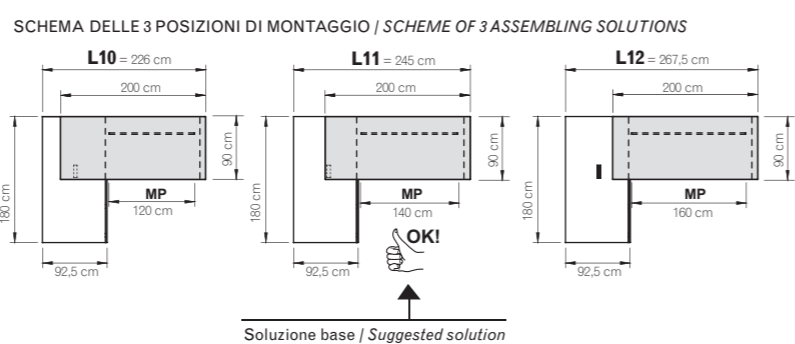 SCHEMA DELLE 3 POSIZIONI DI MONTAGGIO / SCHEME OF 3 ASSEMBLING SOLUTIONS
L10 = 226 cm
200 cm
180 cm
90 cm
MP
120 cm
92,5 cm
L11 = 245 cm
200 cm
180 cm
90 cm
MP
140 cm
92,5 cm
OK!
L12 = 267,5 cm
200 cm
180 cm
90 cm
MP
160 cm
92,5 cm
Soluzione base / Suggested solution